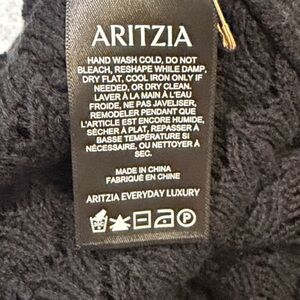 ARITZIA
HAND WASH COLD, DO NOT
BLEACH, RESHAPE WHILE DAMP,
DRY FLAT, COOL IRON ONLY IF
NEEDED, OR DRY CLEAN.
LAVER À LA MAIN À L'EAU
FROIDE, NE PAS JAVELISER,
REMODELER PENDANT QUE
L'ARTICLE EST ENCORE HUMIDE,
SÉCHER À PLAT, REPASSER À
BASSE TEMPÉRATURE SI
NÉCESSAIRE, OU NETTOYER À
SEC.
MADE IN CHINA
FABRIQUÉ EN CHINE
ARITZIA EVERYDAY LUXURY
P